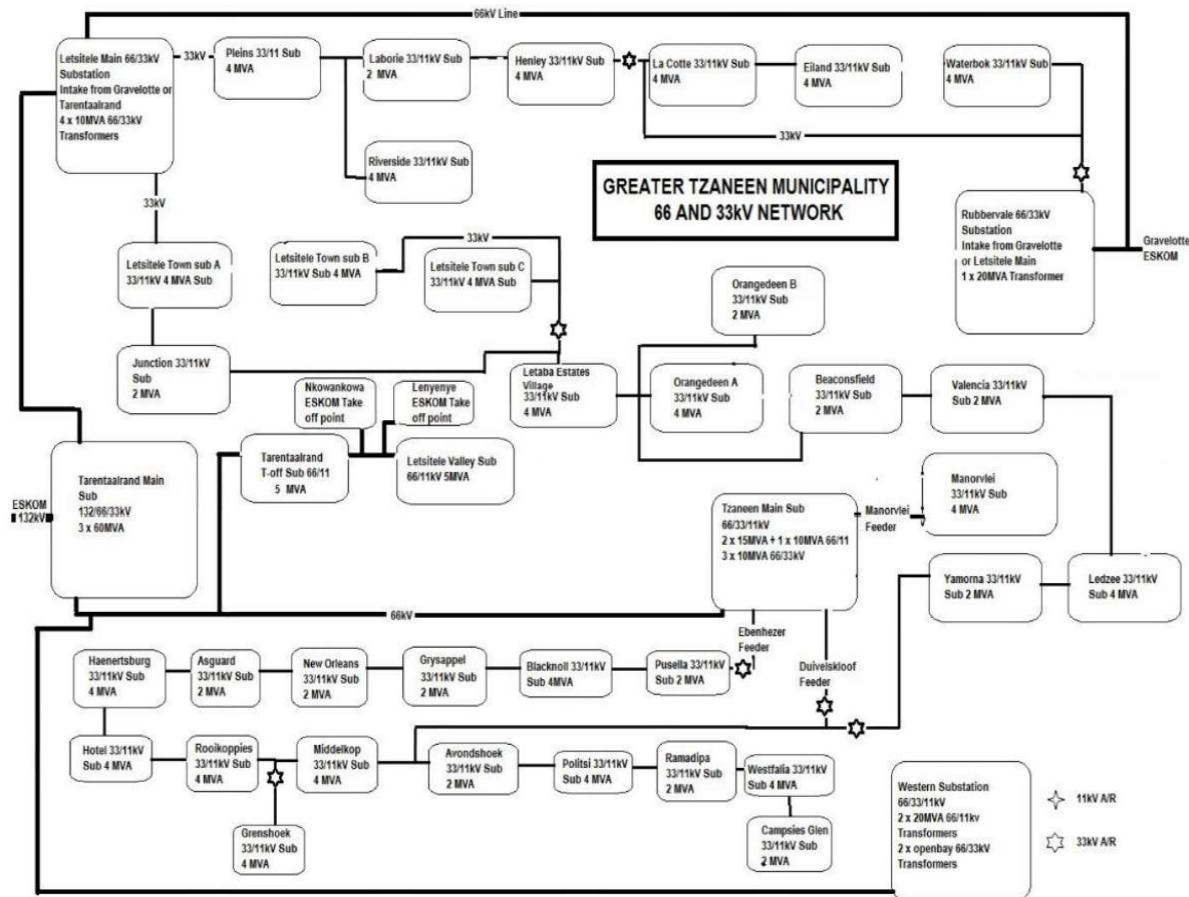 66kV Line
Letsitele Main 66/33kV
Substation
Intake from Gravelotte or
Tarentaalrand
4 x 10MVA 66/33kV
Transformers
33kV
Pleins 33/11 Sub
4 MVA
Laborie 33/11kV Sub
2 MVA
Henley 33/11kV Sub
4 MVA
La Cotte 33/11kV Sub
4 MVA
Eiland 33/11kV Sub
4 MVA
Waterbok 33/11kV Sub
4 MVA
33kV
Riverside 33/11kV Sub
4 MVA
GREATER TZANEEN MUNICIPALITY
66 AND 33kV NETWORK
Rubbervale 66/33kV
Substation
Intake from Gravelotte
or Letsitele Main
1 x 20MVA Transformer
Gravelotte
ESKOM
33kV
Letsitele Town sub A
33/11kV 4 MVA Sub
Letsitele Town sub B
33/11kV Sub 4 MVA
33kV
Letsitele Town sub C
33/11kV 4 MVA Sub
Orangedeen B
33/11kV Sub
2 MVA
Junction 33/11kV
Sub
2 MVA
Nkowankowa
ESKOM Take
off point
Lenyenye
ESKOM Take
off point
Letaba Estates
Village
33/11kV Sub
4 MVA
Orangedeen A
33/11kV Sub
4 MVA
Beaconsfield
33/11kV Sub
2 MVA
Valencia 33/11kV
Sub 2 MVA
Tarentaalrand
T-off Sub 66/11
5 MVA
Letsitele Valley Sub
66/11kV 5MVA
ESKOM
132kV
Tarentaalrand Main
Sub
132/66/33kV
3 x 60MVA
Tzaneen Main Sub
66/33/11kV
2 x 15MVA + 1 x 10MVA 66/11
3 x 10MVA 66/33kV
Manorvlei
Feeder
Manorvlei
33/11kV Sub
4 MVA
Yamorna 33/11kV
Sub 2 MVA
Ledzee 33/11kV
Sub 4 MVA
66kV
Ebenhezer
Feeder
Duivelskloof
Feeder
Haenertsburg
33/11kV Sub
4 MVA
Asguard
33/11kV Sub
2 MVA
New Orleans
33/11kV Sub
2 MVA
Grysappel
33/11kV Sub
2 MVA
Blacknoll 33/11kV
Sub 4MVA
Pusella 33/11kV
Sub 2 MVA
Hotel 33/11kV
Sub 4 MVA
Rooikoppies
33/11kV Sub
4 MVA
Middelkop
33/11kV Sub
4 MVA
Avondshoek
33/11kV Sub
2 MVA
Politsi 33/11kV
Sub 4 MVA
Ramadipa
33/11kV Sub
2 MVA
Westfalia 33/11kV
Sub 4 MVA
Grenshoek
33/11kV Sub
4 MVA
Campsies Glen
33/11kV Sub
2 MVA
Western Substation
66/33/11kV
2 x 20MVA 66/11kv
Transformers
2 x openbay 66/33kV
Transformers
11kV A/R
33kV A/R